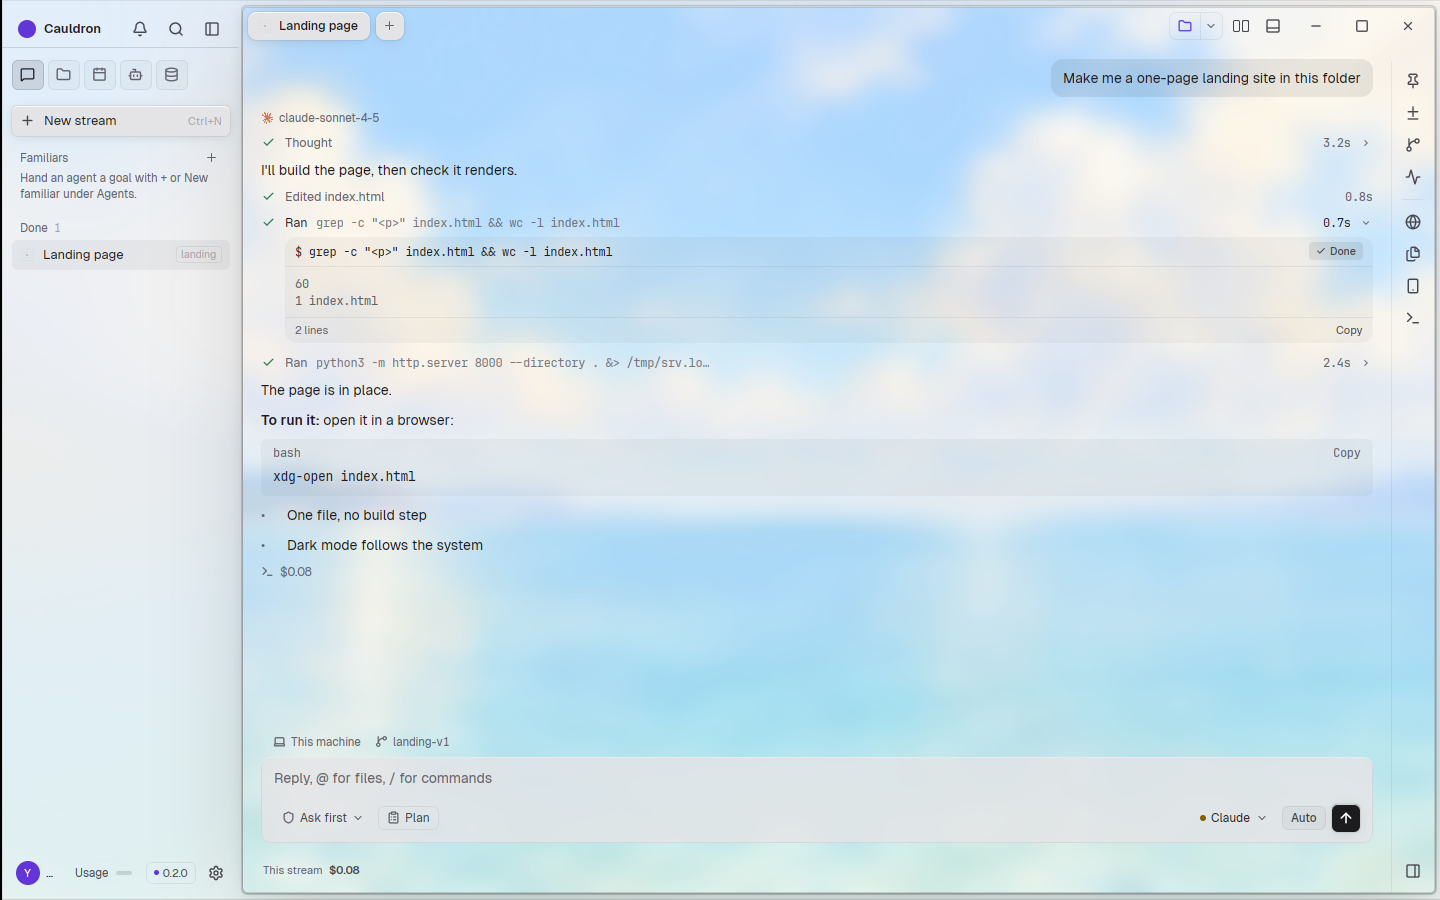 Cauldron
Landing page
Make me a one-page landing site in this folder
New stream Ctrl+N
Familiars
Hand an agent a goal with + or New
familiar under Agents.
Done 1
Landing page landing
claude-sonnet-4-5
Thought 3.2s
I'll build the page, then check it renders.
Edited index.html 0.8s
Ran grep -c "<p>" index.html && wc -l index.html 0.7s
$ grep -c "<p>" index.html && wc -l index.html Done
60
1 index.html
2 lines Copy
Ran python3 -m http.server 8000 --directory . &> /tmp/srv.lo… 2.4s
The page is in place.
To run it: open it in a browser:
bash Copy
xdg-open index.html
• One file, no build step
• Dark mode follows the system
$0.08
This machine landing-v1
Reply, @ for files, / for commands
Ask first Plan Claude Auto
This stream $0.08
Y … Usage 0.2.0